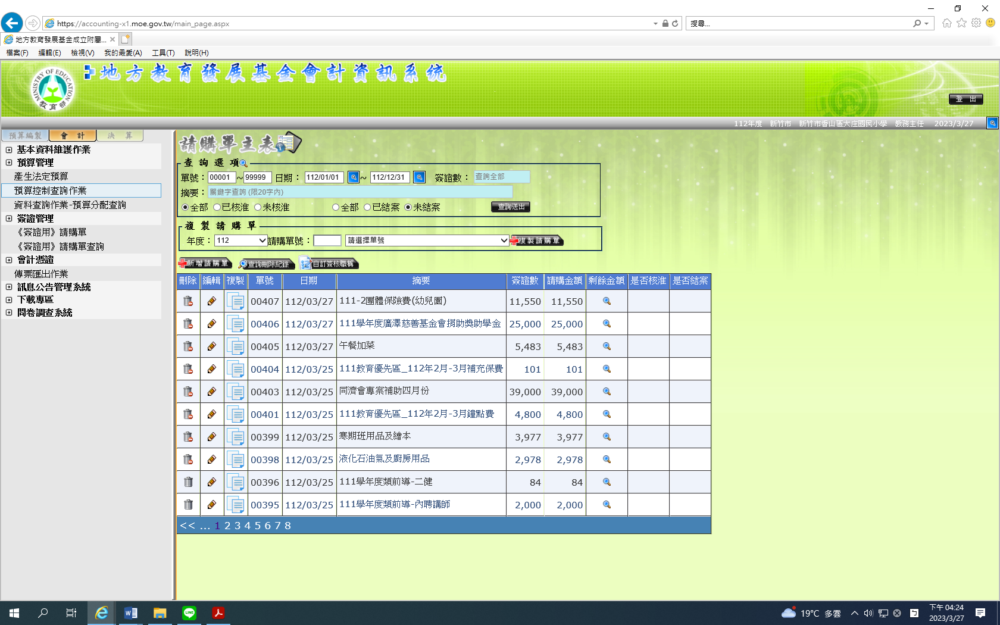 https://accounting-x1.moe.gov.tw/main_page.aspx
搜尋...
地方教育發展基金成立附屬...
檔案(F) 編輯(E) 檢視(V) 我的最愛(A) 工具(T) 說明(H)
MINISTRY OF EDUCATION
教育部
地方教育發展基金會計資訊系統
登 出
112年度 新竹市 新竹市香山區大庄國民小學 教務主任 2023/3/27
預算編製 會 計 決 算
基本資料維護作業
預算管理
產生法定預算
預算控制查詢作業
資料查詢作業-預算分配查詢
簽證管理
《簽證用》請購單
《簽證用》請購單查詢
會計憑證
傳票匯出作業
訊息公告管理系統
下載專區
問卷調查系統
請購單主表
查 詢 選 項
單號：00001~99999 日期：112/01/01 ~ 112/12/31 簽證數：查詢全部
摘要：關鍵字查詢 (限20字內)
全部 已核准 未核准 全部 已結案 未結案 查詢送出
複 製 請 購 單
年度：112 請購單號： 請選擇單號 複製請購單
新增請購單 查詢刪除紀錄 自訂簽核職稱
刪除 編輯 複製 單號 日期 摘要 簽證數 請購金額 剩餘金額 是否核准 是否結案
00407 112/03/27 111-2團體保險費(幼兒園) 11,550 11,550
00406 112/03/27 111學年度廣澤慈善基金會捐助獎助學金 25,000 25,000
00405 112/03/27 午餐加菜 5,483 5,483
00404 112/03/25 111教育優先區_112年2月-3月補充保費 101 101
00403 112/03/25 同濟會專案補助四月份 39,000 39,000
00401 112/03/25 111教育優先區_112年2月-3月鐘點費 4,800 4,800
00399 112/03/25 寒期班用品及繪本 3,977 3,977
00398 112/03/25 液化石油氣及廚房用品 2,978 2,978
00396 112/03/25 111學年度類前導-二健 84 84
00395 112/03/25 111學年度類前導-內聘講師 2,000 2,000
<< ... 1 2 3 4 5 6 7 8
19°C 多雲
下午 04:24
2023/3/27